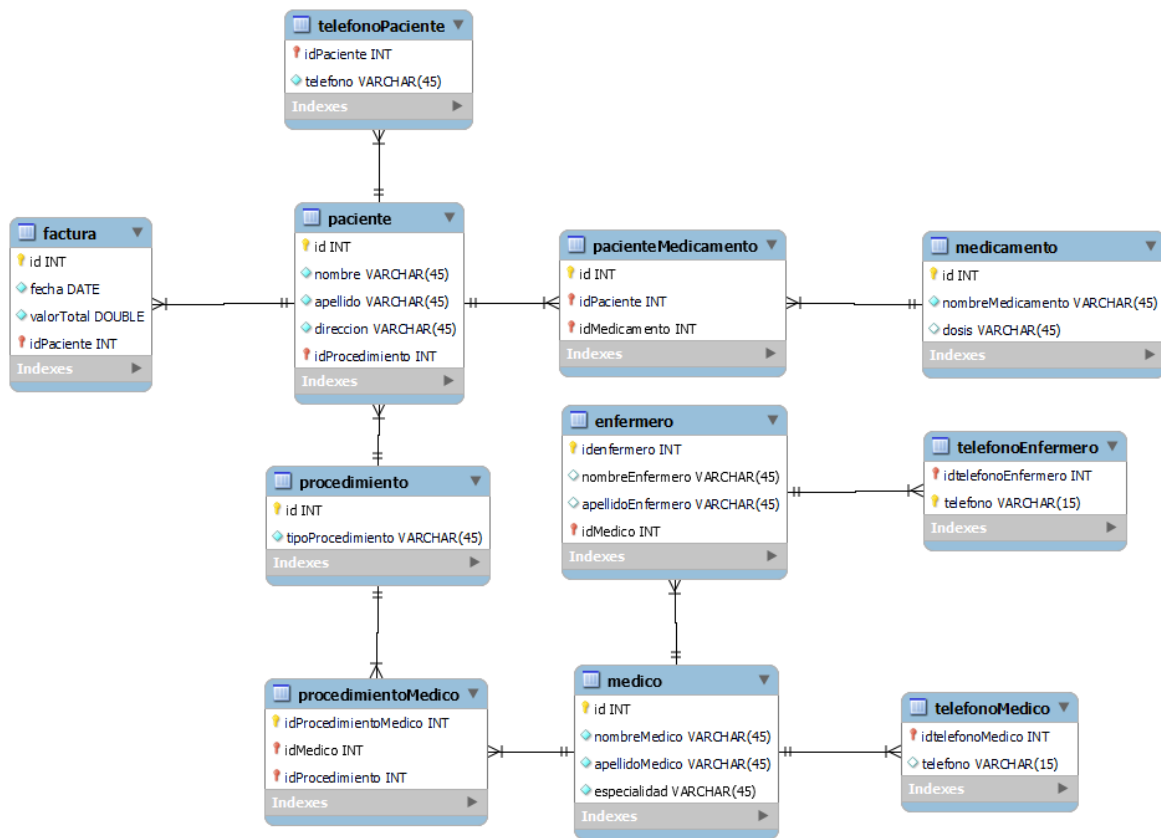 telefonoPaciente
idPaciente INT
telefono VARCHAR(45)
Indexes
factura
id INT
fecha DATE
valorTotal DOUBLE
idPaciente INT
Indexes
paciente
id INT
nombre VARCHAR(45)
apellido VARCHAR(45)
direccion VARCHAR(45)
idProcedimiento INT
Indexes
pacienteMedicamento
id INT
idPaciente INT
idMedicamento INT
Indexes
medicamento
id INT
nombreMedicamento VARCHAR(45)
dosis VARCHAR(45)
Indexes
procedimiento
id INT
tipoProcedimiento VARCHAR(45)
Indexes
enfermero
idenfermero INT
nombreEnfermero VARCHAR(45)
apellidoEnfermero VARCHAR(45)
idMedico INT
Indexes
telefonoEnfermero
idtelefonoEnfermero INT
telefono VARCHAR(15)
Indexes
procedimientoMedico
idProcedimientoMedico INT
idMedico INT
idProcedimiento INT
Indexes
medico
id INT
nombreMedico VARCHAR(45)
apellidoMedico VARCHAR(45)
especialidad VARCHAR(45)
Indexes
telefonoMedico
idtelefonoMedico INT
telefono VARCHAR(15)
Indexes